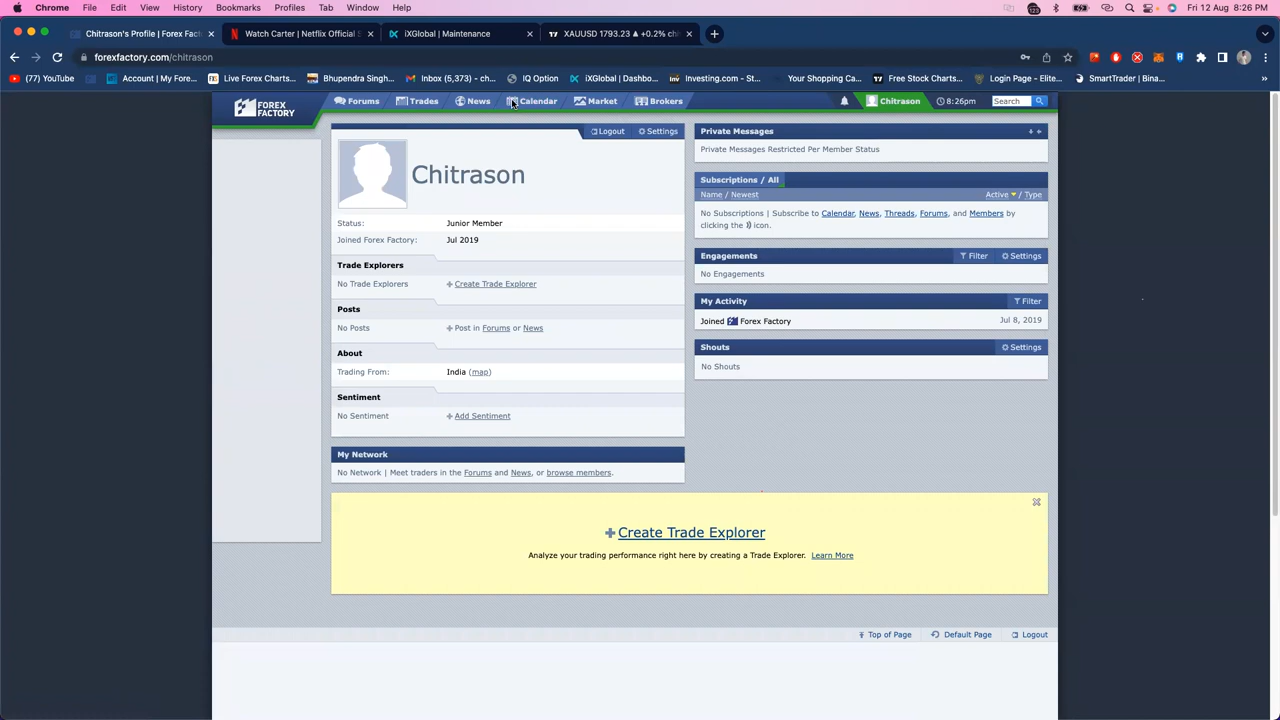 Chrome File Edit View History Bookmarks Profiles Tab Window Help Fri 12 Aug 8:26 PM
Chitrason's Profile | Forex Fact Watch Carter | Netflix Official S iXGlobal | Maintenance XAUUSD 1793.23 ▲ +0.2% ch
forexfactory.com/chitrason
(77) YouTube Account | My Fore... Live Forex Charts... Bhupendra Singh... Inbox (5,373) - ch... IQ Option iXGlobal | Dashbo... Investing.com - St... Your Shopping Ca... Free Stock Charts... Login Page - Elite... SmartTrader | Bina...
FOREX FACTORY Forums Trades News Calendar Market Brokers Chitrason 8:26pm Search
Logout Settings
Chitrason
Status: Junior Member
Joined Forex Factory: Jul 2019
Trade Explorers
No Trade Explorers + Create Trade Explorer
Posts
No Posts + Post in Forums or News
About
Trading From: India (map)
Sentiment
No Sentiment + Add Sentiment
My Network
No Network | Meet traders in the Forums and News, or browse members.
Private Messages
Private Messages Restricted Per Member Status
Subscriptions / All
Name / Newest Active / Type
No Subscriptions | Subscribe to Calendar, News, Threads, Forums, and Members by
clicking the icon.
Engagements Filter Settings
No Engagements
My Activity Filter
Joined Forex Factory Jul 8, 2019
Shouts Settings
No Shouts
+ Create Trade Explorer
Analyze your trading performance right here by creating a Trade Explorer. Learn More
Top of Page Default Page Logout